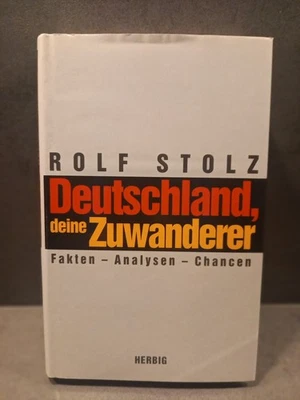 ROLF STOLZ
Deutschland,
deine Zuwanderer
Fakten – Analysen – Chancen
HERBIG